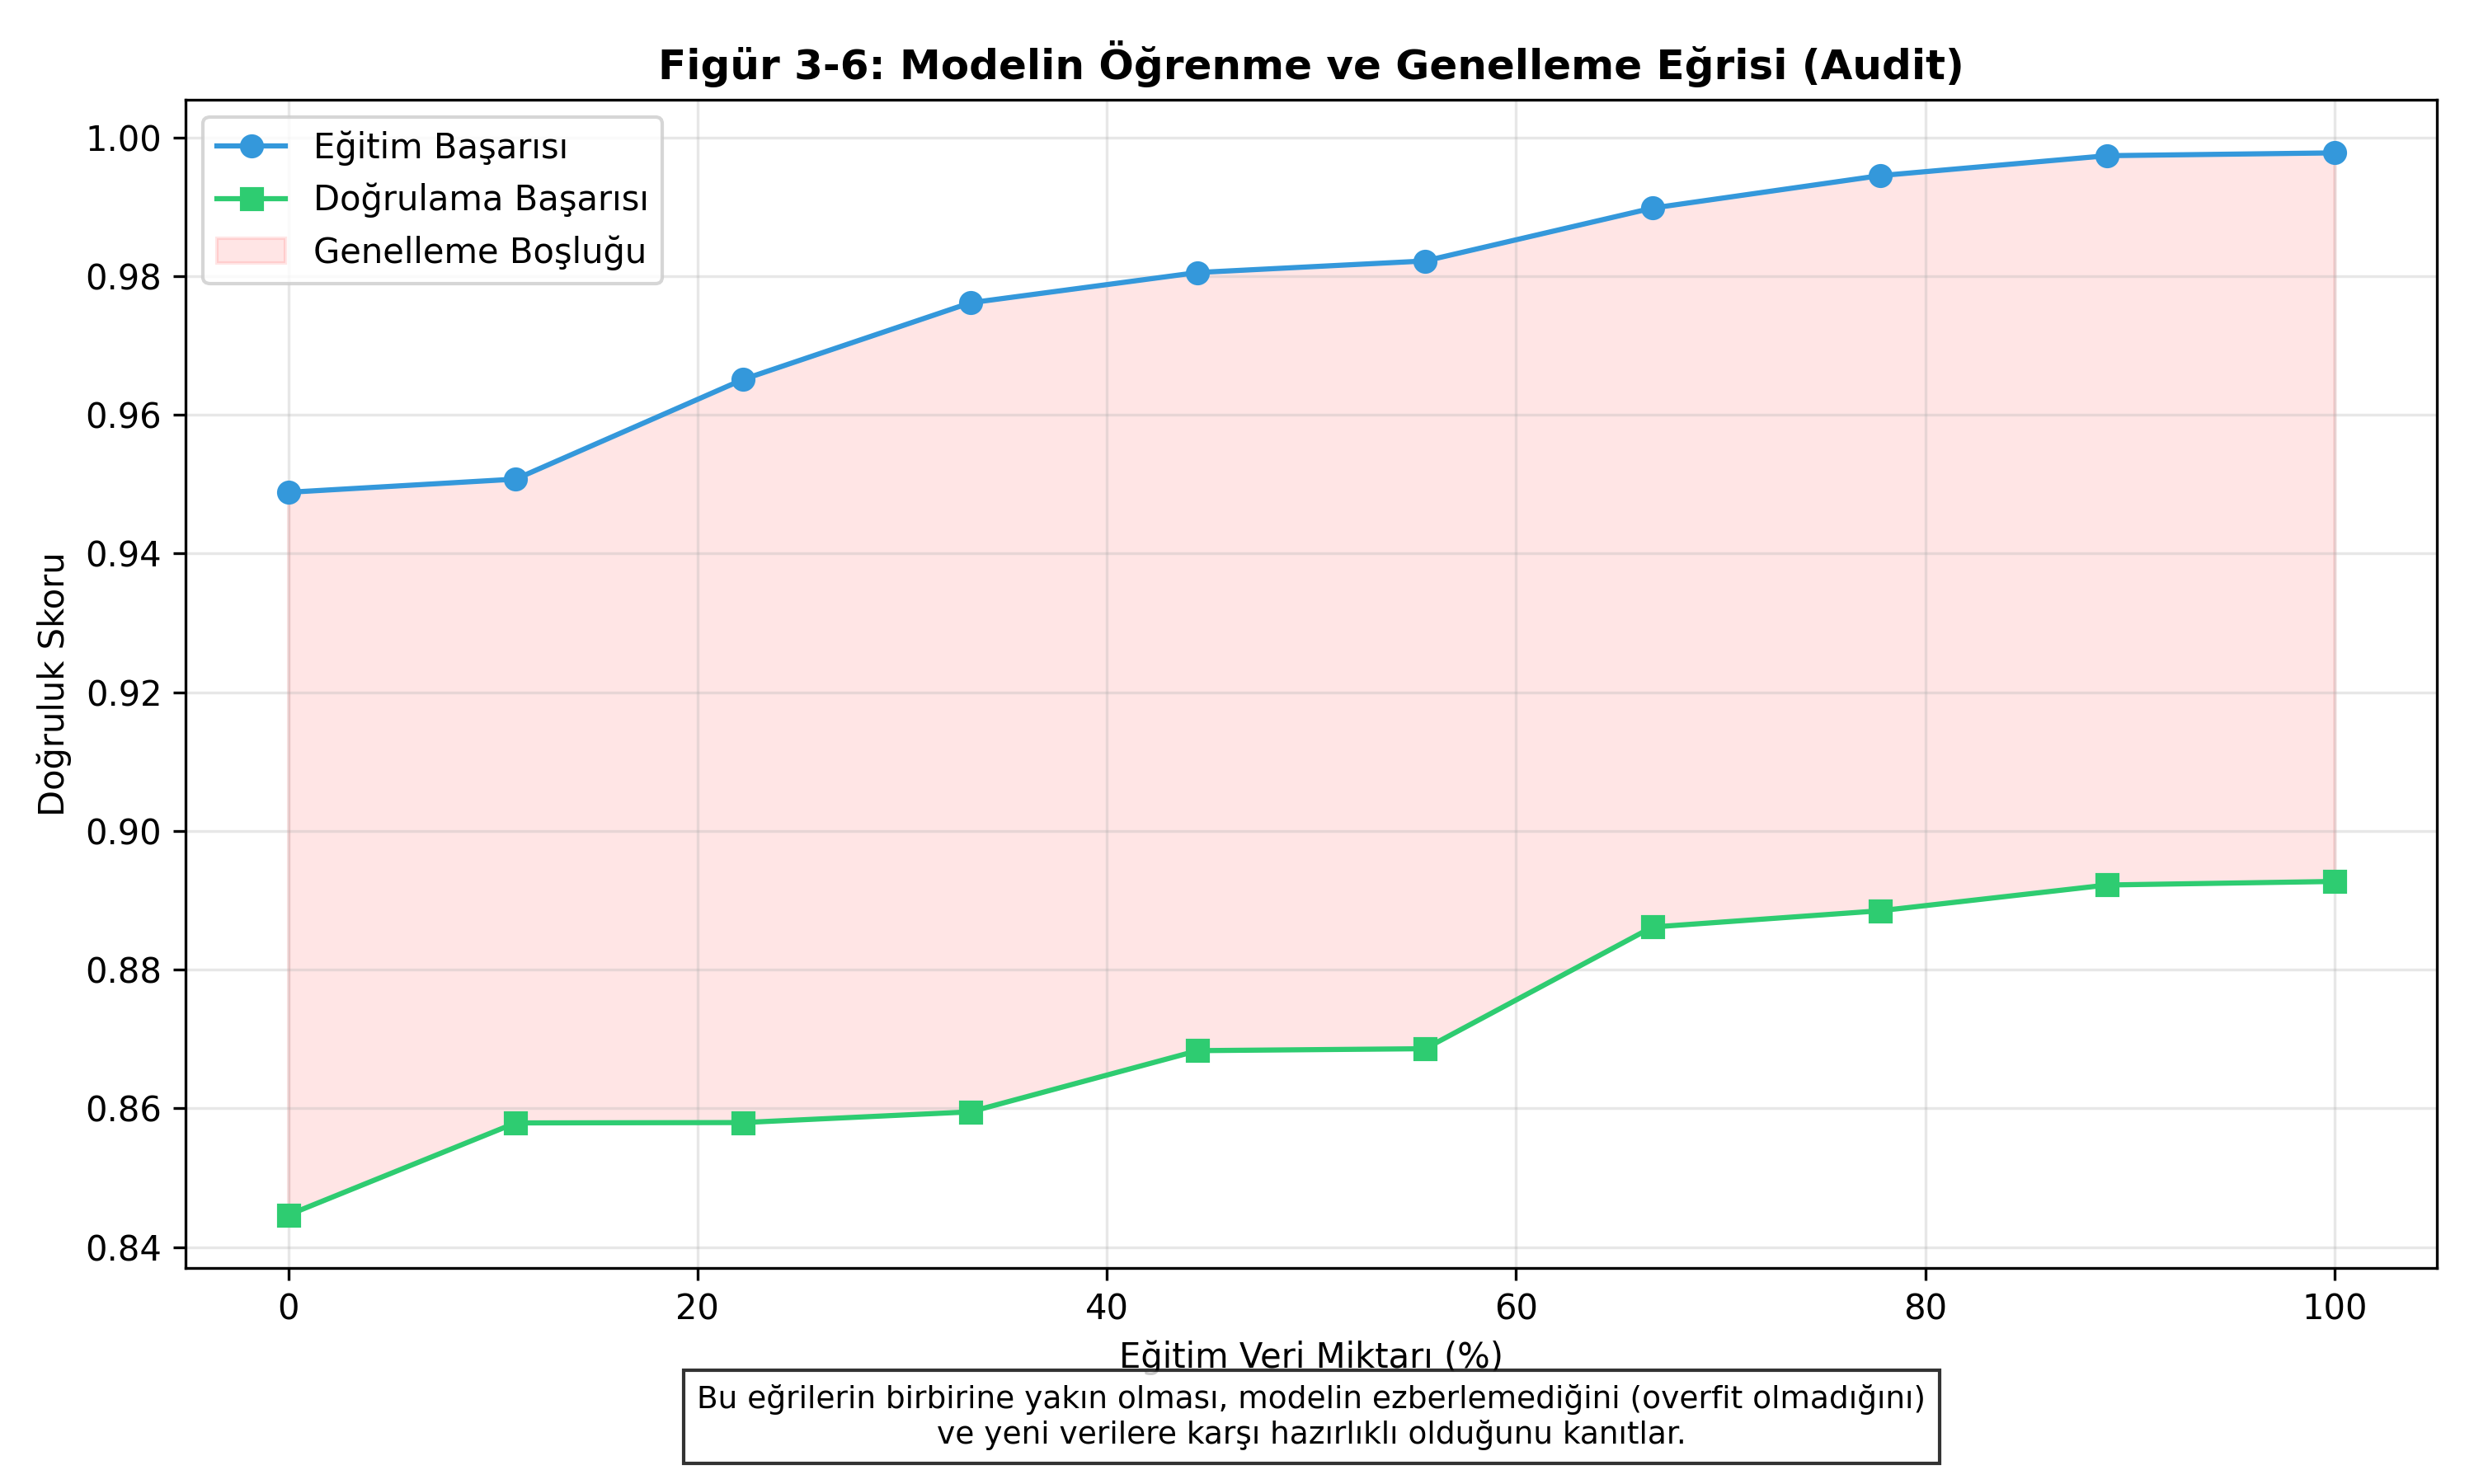 Figür 3-6: Modelin Öğrenme ve Genelleme Eğrisi (Audit)
Eğitim Başarısı
Doğrulama Başarısı
Genelleme Boşluğu
1.00
0.98
0.96
0.94
0.92
0.90
0.88
0.86
0.84
Doğruluk Skoru
0
20
40
60
80
100
Eğitim Veri Miktarı (%)
Bu eğrilerin birbirine yakın olması, modelin ezberlemediğini (overfit olmadığını)
ve yeni verilere karşı hazırlıklı olduğunu kanıtlar.